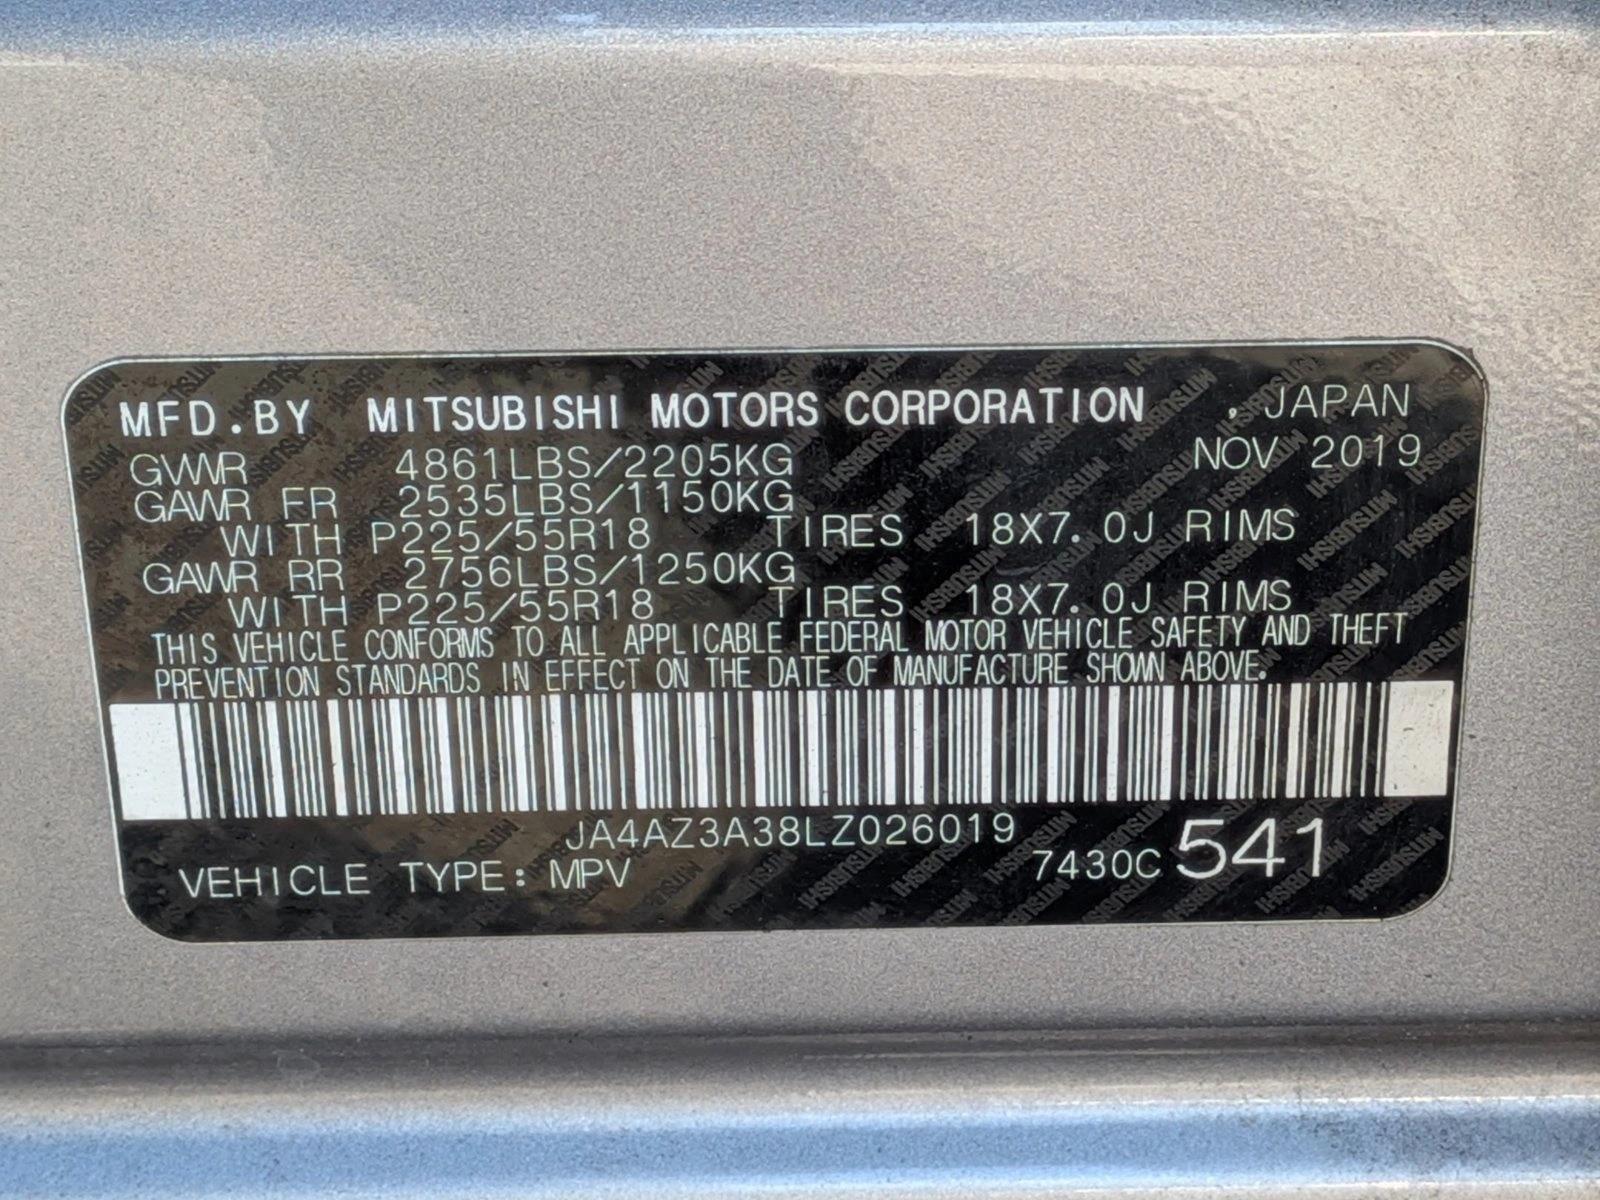 MFD.BY MITSUBISHI MOTORS CORPORATION , JAPAN
GVWR 4861LBS/2205KG NOV 2019
GAWR FR 2535LBS/1150KG
WITH P225/55R18 TIRES 18X7.0J RIMS
GAWR RR 2756LBS/1250KG
WITH P225/55R18 TIRES 18X7.0J RIMS
THIS VEHICLE CONFORMS TO ALL APPLICABLE FEDERAL MOTOR VEHICLE SAFETY AND THEFT
PREVENTION STANDARDS IN EFFECT ON THE DATE OF MANUFACTURE SHOWN ABOVE.
JA4AZ3A38LZ026019
VEHICLE TYPE: MPV 7430C 541